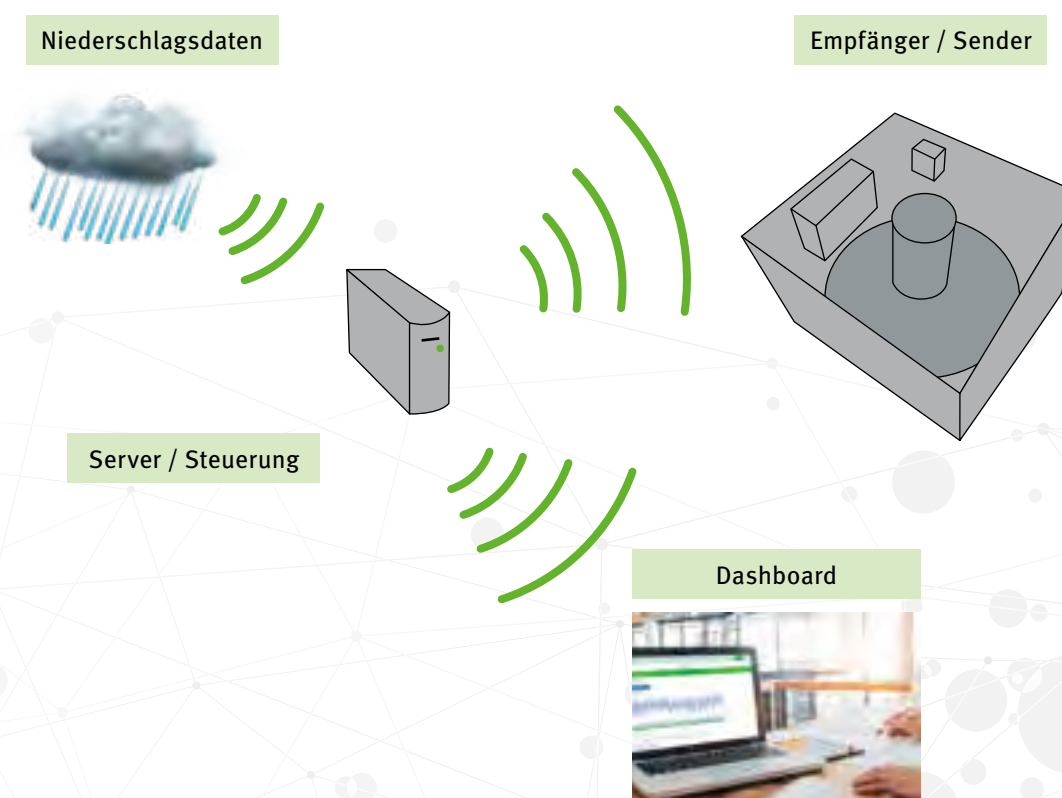 Niederschlagsdaten
Empfänger / Sender
Server / Steuerung
Dashboard